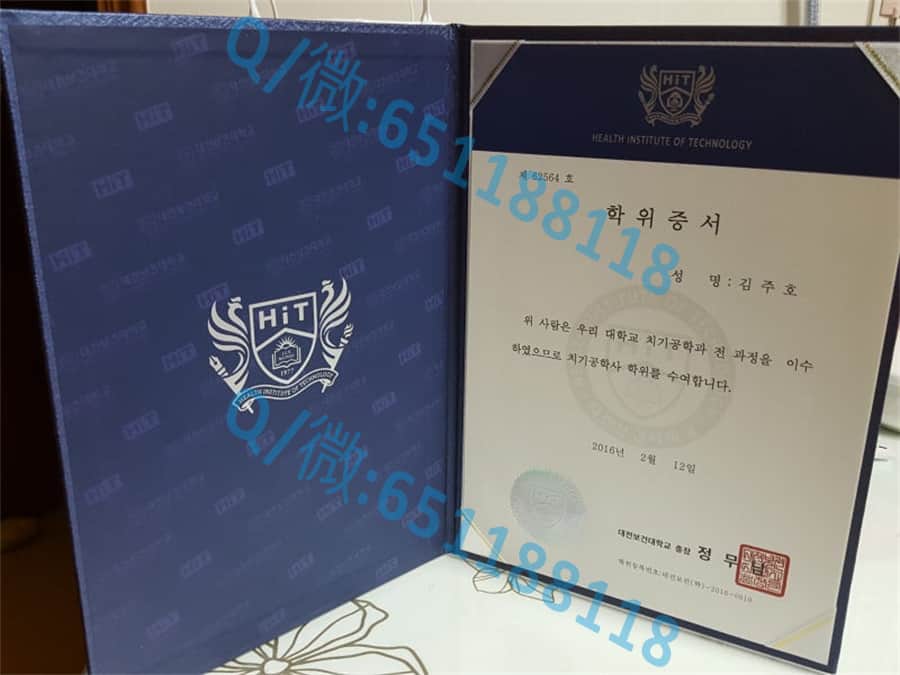 HiT
HEALTH INSTITUTE OF TECHNOLOGY
제 62564 호
학위증서
성 명 : 김주호
위 사람은 우리 대학교 치기공학과 전 과정을 이수
하였으므로 치기공학사 학위를 수여합니다.
2016년 2월 12일
대전보건대학교 총장 정무
HiT
1977
HEALTH INSTITUTE OF TECHNOLOGY
Q/微:651188118
Q/微:651188118